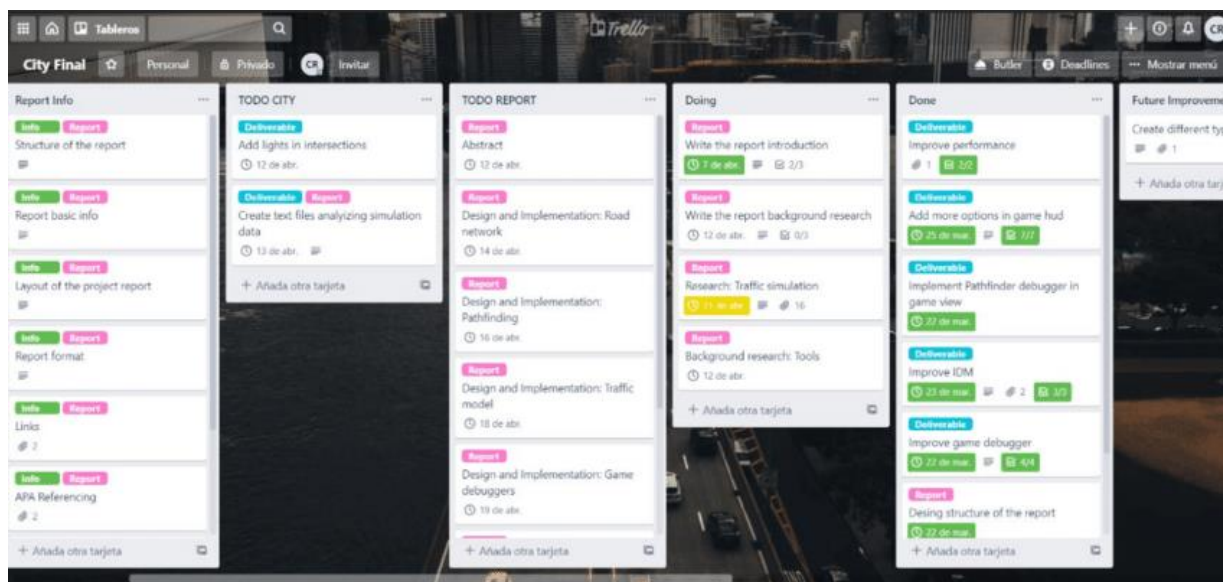 Tableros
Trello
CR
City Final
Personal
Privado
CR
Invitar
Butler
Deadlines
Mostrar menú
Report Info
Info Report
Structure of the report
Info Report
Report basic info
Info Report
Layout of the project report
Info Report
Report format
Info Report
Links
2
Info Report
APA Referencing
2
+ Añada otra tarjeta
TODO CITY
Deliverable
Add lights in intersections
12 de abr.
Deliverable Report
Create text files analyizing simulation
data
13 de abr.
+ Añada otra tarjeta
TODO REPORT
Report
Abstract
12 de abr.
Report
Design and Implementation: Road
network
14 de abr.
Report
Design and Implementation:
Pathfinding
16 de abr.
Report
Design and Implementation: Traffic
model
18 de abr.
Report
Design and Implementation: Game
debuggers
19 de abr.
+ Añada otra tarjeta
Doing
Report
Write the report introduction
7 de abr. 2/3
Report
Write the report background research
12 de abr. 0/3
Report
Research: Traffic simulation
11 de abr. 16
Report
Background research: Tools
12 de abr.
+ Añada otra tarjeta
Done
Deliverable
Improve performance
1 2/2
Deliverable
Add more options in game hud
25 de mar. 7/7
Deliverable
Implement Pathfinder debugger in
game view
22 de mar.
Deliverable
Improve IDM
23 de mar. 2 3/3
Deliverable
Improve game debugger
22 de mar. 4/4
Report
Desing structure of the report
22 de mar.
+ Añada otra tarjeta
Future Improveme
Create different typ
1
+ Añada otra tarj